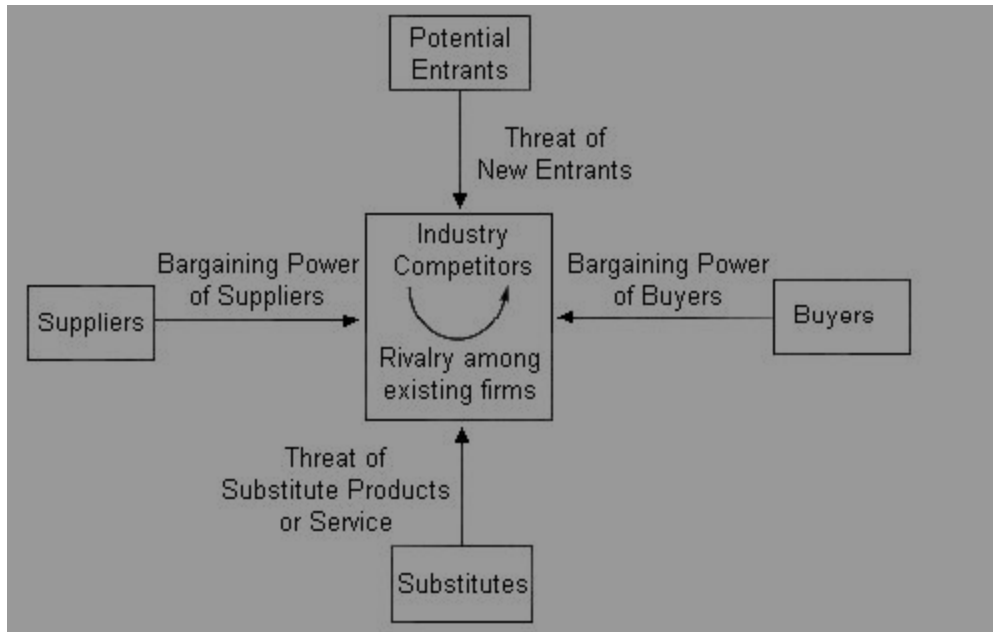 Potential
Entrants
Threat of
New Entrants
Industry
Competitors
Bargaining Power
of Suppliers
Bargaining Power
of Buyers
Suppliers
Buyers
Rivalry among
existing firms
Threat of
Substitute Products
or Service
Substitutes